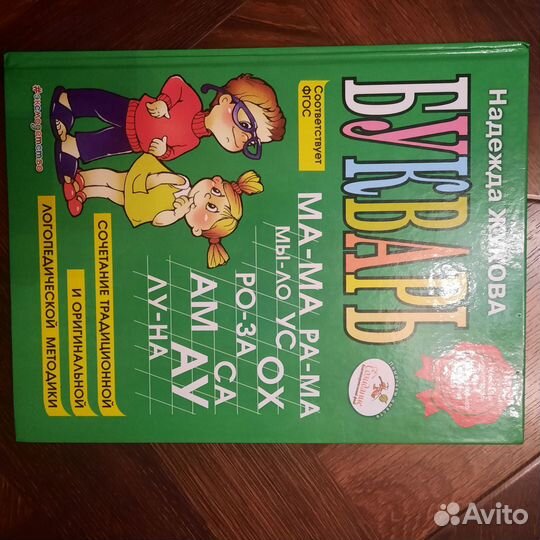 Надежда ЖУКОВА
БУКВАРЬ
Соответствует
ФГОС
МА-МА РА-МА
МЫ-ЛО УС
РО-ЗА ОХ
АМ СА
ЛУ-НА АУ
СОЧЕТАНИЕ ТРАДИЦИОННОЙ
И ОРИГИНАЛЬНОЙ
ЛОГОПЕДИЧЕСКОЙ МЕТОДИКИ
#эксмодетство
Avito